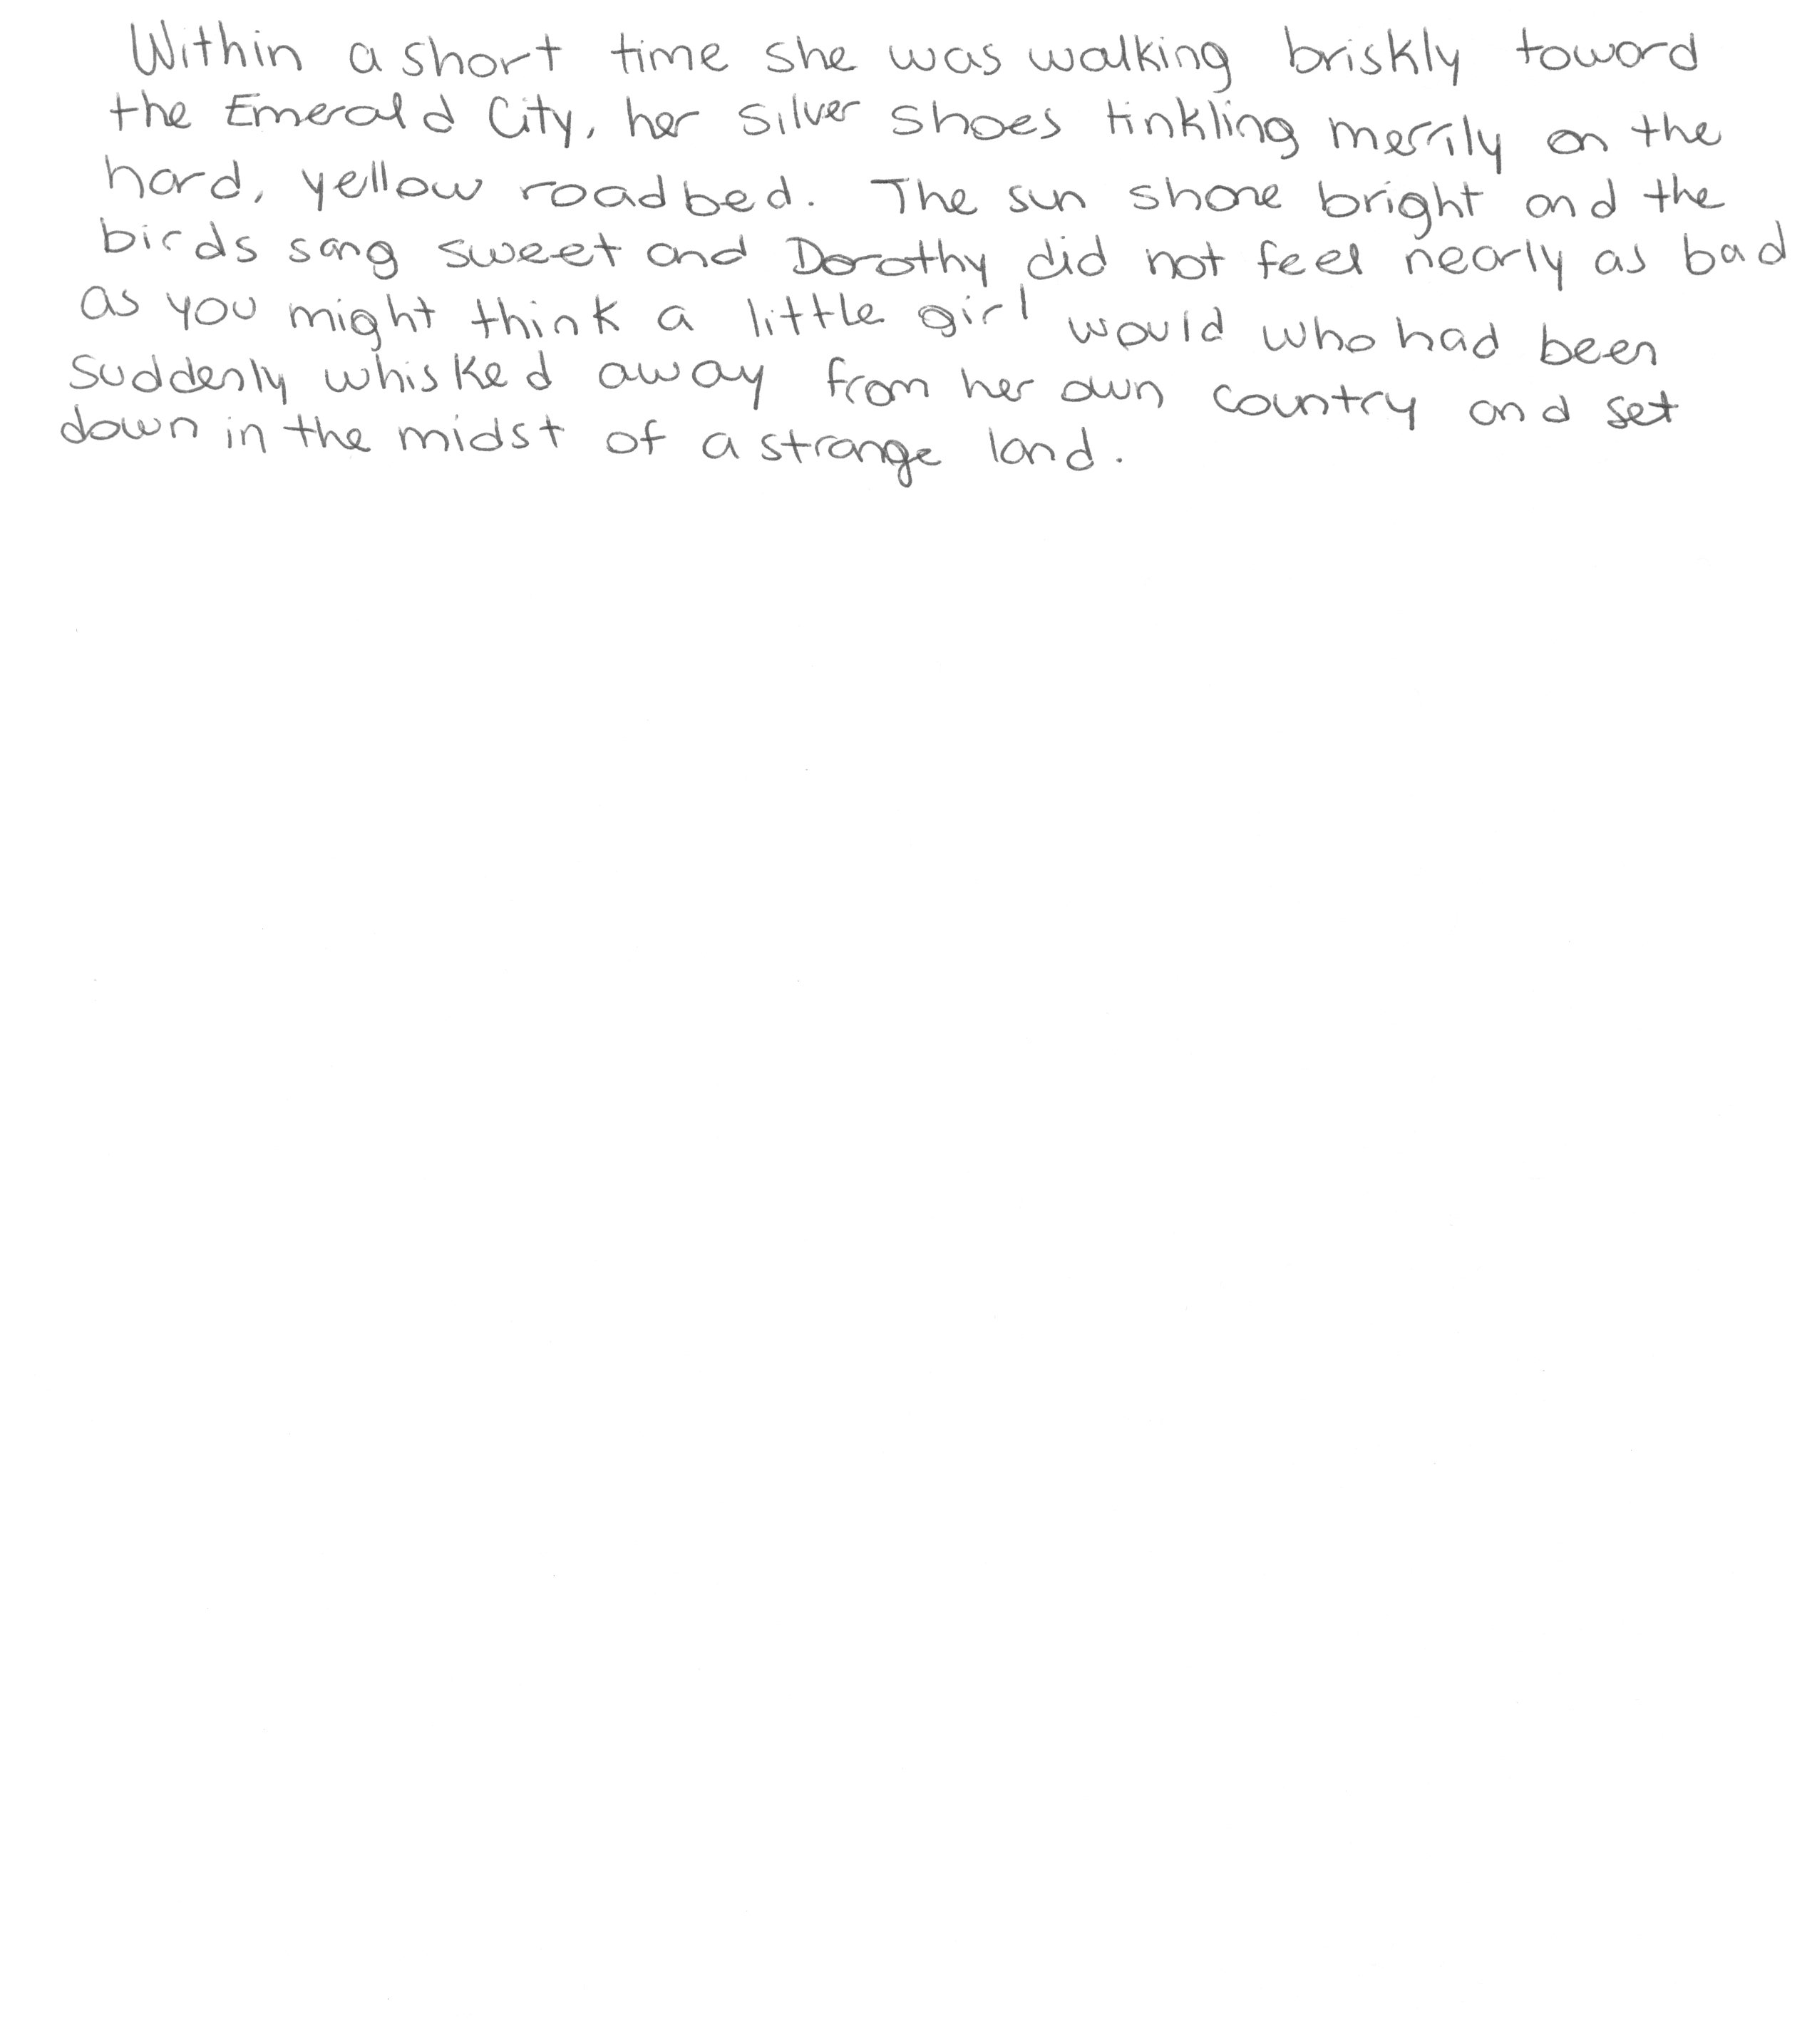 Within a short time she was walking briskly toward
the Emerald City, her silver shoes tinkling merrily on the
hard, yellow roadbed. The sun shone bright and the
birds sang sweet and Dorothy did not feel nearly as bad
as you might think a little girl would who had been
suddenly whisked away from her own country and set
down in the midst of a strange land.